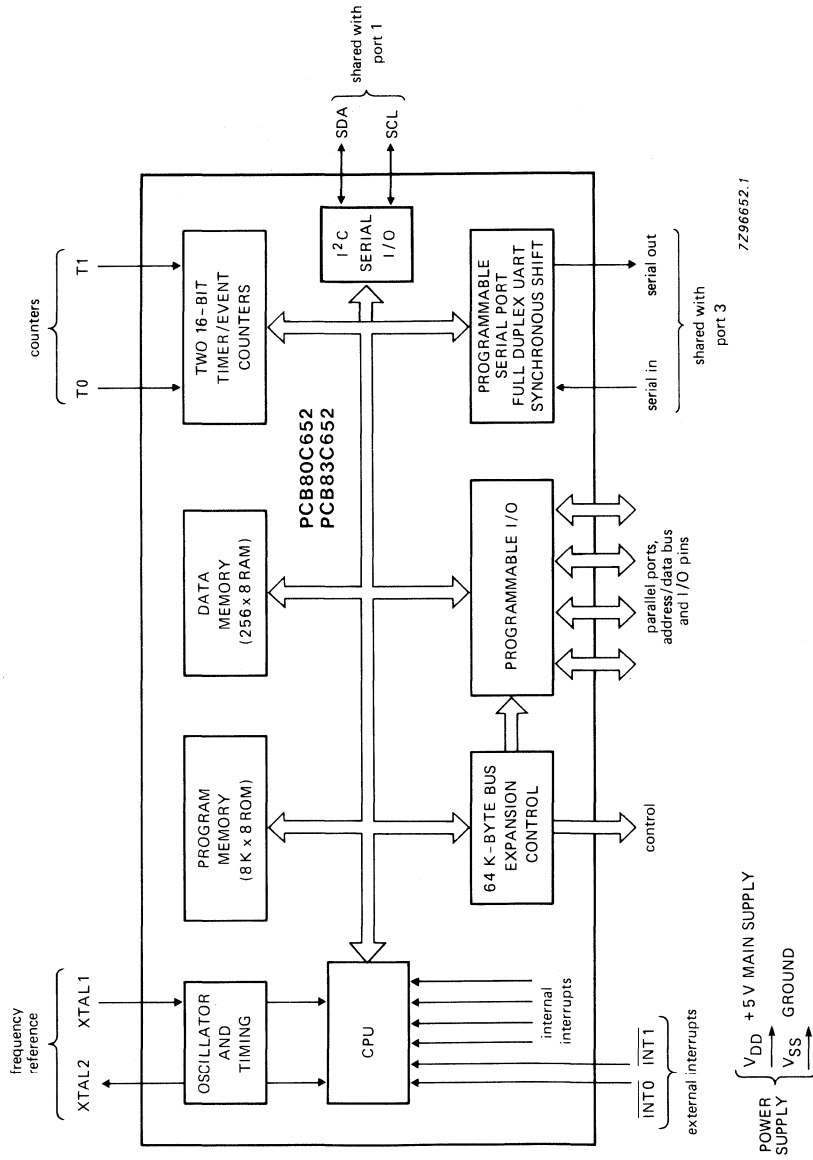 frequency
reference
XTAL2
XTAL1
counters
T0
T1
OSCILLATOR
AND
TIMING
PROGRAM
MEMORY
(8K x 8 ROM)
DATA
MEMORY
(256 x 8 RAM)
TWO 16-BIT
TIMER/EVENT
COUNTERS
PCB80C652
PCB83C652
CPU
I²C
SERIAL
I/O
SDA
SCL
shared with
port 1
internal
interrupts
64 K-BYTE BUS
EXPANSION
CONTROL
PROGRAMMABLE I/O
PROGRAMMABLE
SERIAL PORT
FULL DUPLEX UART
SYNCHRONOUS SHIFT
INT0
INT1
external interrupts
control
parallel ports,
address/data bus
and I/O pins
serial in
serial out
shared with
port 3
7Z96652.1
POWER
SUPPLY
VDD
+5 V MAIN SUPPLY
VSS
GROUND